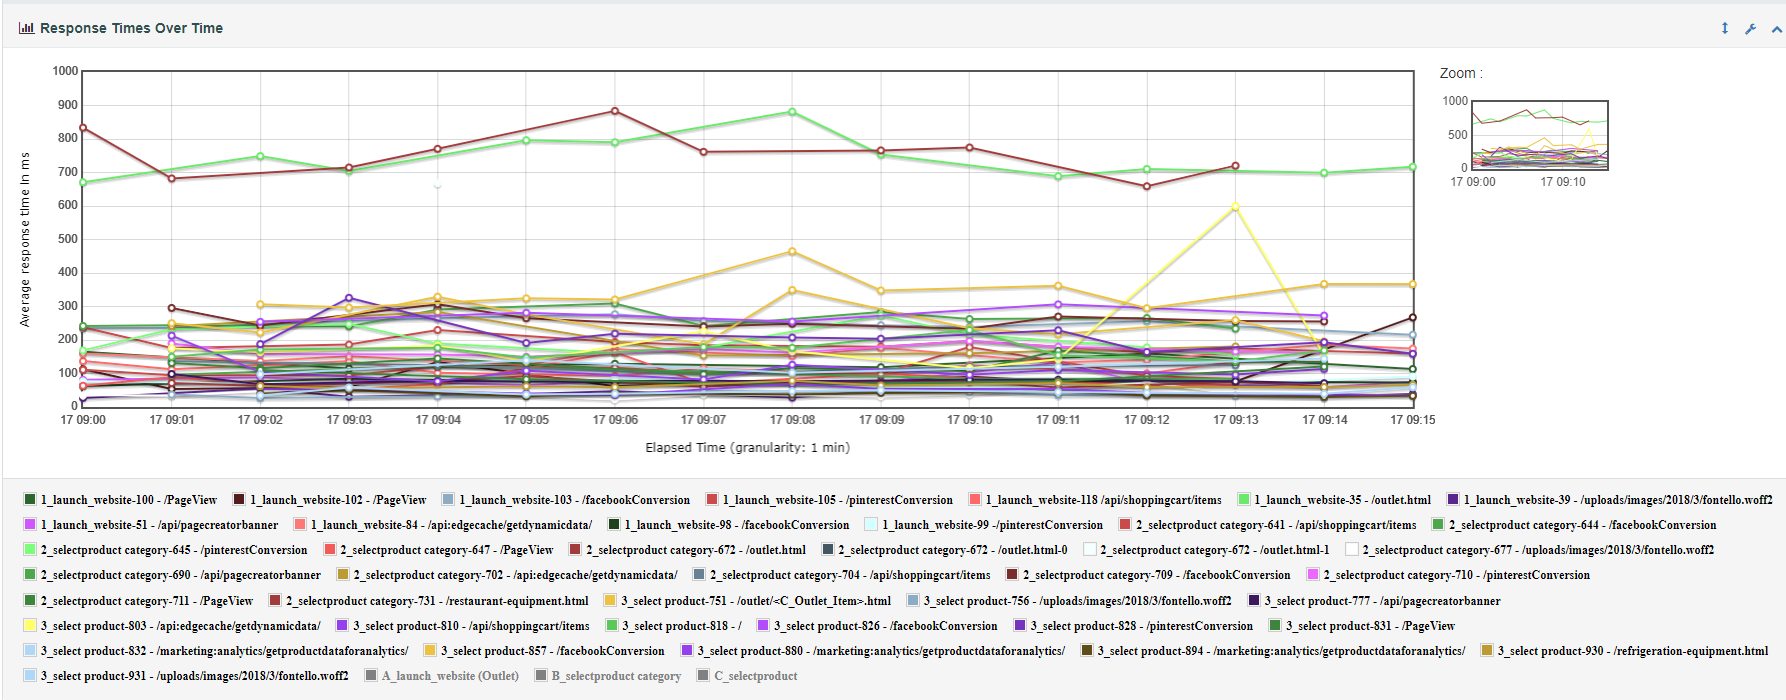 Response Times Over Time
Zoom :
1000
900
800
700
600
500
400
300
200
100
0
Average response time in ms
17 09:00 17 09:01 17 09:02 17 09:03 17 09:04 17 09:05 17 09:06 17 09:07 17 09:08 17 09:09 17 09:10 17 09:11 17 09:12 17 09:13 17 09:14 17 09:15
Elapsed Time (granularity: 1 min)
1000
500
0
17 09:00 17 09:10
1_launch_website-100 - /PageView 1_launch_website-102 - /PageView 1_launch_website-103 - /facebookConversion 1_launch_website-105 - /pinterestConversion 1_launch_website-118 /api/shoppingcart/items 1_launch_website-35 - /outlet.html 1_launch_website-39 - /uploads/images/2018/3/fontello.woff2
1_launch_website-51 - /api/pagecreatorbanner 1_launch_website-84 - /api:edgecache/getdynamicdata/ 1_launch_website-98 - /facebookConversion 1_launch_website-99 -/pinterestConversion 2_selectproduct category-641 - /api/shoppingcart/items 2_selectproduct category-644 - /facebookConversion
2_selectproduct category-645 - /pinterestConversion 2_selectproduct category-647 - /PageView 2_selectproduct category-672 - /outlet.html 2_selectproduct category-672 - /outlet.html-0 2_selectproduct category-672 - /outlet.html-1 2_selectproduct category-677 - /uploads/images/2018/3/fontello.woff2
2_selectproduct category-690 - /api/pagecreatorbanner 2_selectproduct category-702 - /api:edgecache/getdynamicdata/ 2_selectproduct category-704 - /api/shoppingcart/items 2_selectproduct category-709 - /facebookConversion 2_selectproduct category-710 - /pinterestConversion
2_selectproduct category-711 - /PageView 2_selectproduct category-731 - /restaurant-equipment.html 3_select product-751 - /outlet/<C_Outlet_Item>.html 3_select product-756 - /uploads/images/2018/3/fontello.woff2 3_select product-777 - /api/pagecreatorbanner
3_select product-803 - /api:edgecache/getdynamicdata/ 3_select product-810 - /api/shoppingcart/items 3_select product-818 - / 3_select product-826 - /facebookConversion 3_select product-828 - /pinterestConversion 3_select product-831 - /PageView
3_select product-832 - /marketing:analytics/getproductdataforanalytics/ 3_select product-857 - /facebookConversion 3_select product-880 - /marketing:analytics/getproductdataforanalytics/ 3_select product-894 - /marketing:analytics/getproductdataforanalytics/ 3_select product-930 - /refrigeration-equipment.html
3_select product-931 - /uploads/images/2018/3/fontello.woff2 A_launch_website (Outlet) B_selectproduct category C_selectproduct